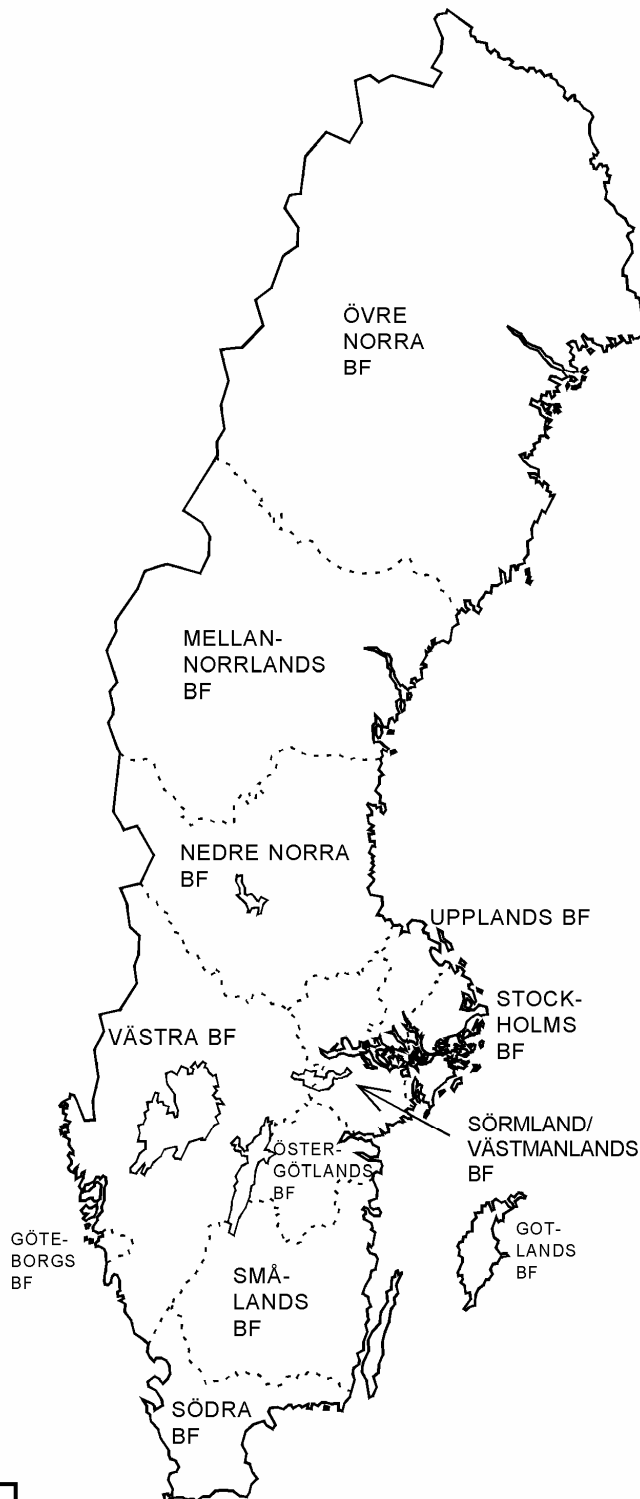 ÖVRE
NORRA
BF
MELLAN-
NORRLANDS
BF
NEDRE NORRA
BF
UPPLANDS BF
STOCK-
HOLMS
BF
VÄSTRA BF
SÖRMLAND/
VÄSTMANLANDS
BF
ÖSTER-
GÖTLANDS
BF
GÖTE-
BORGS
BF
GOT-
LANDS
BF
SMÅ-
LANDS
BF
SÖDRA
BF